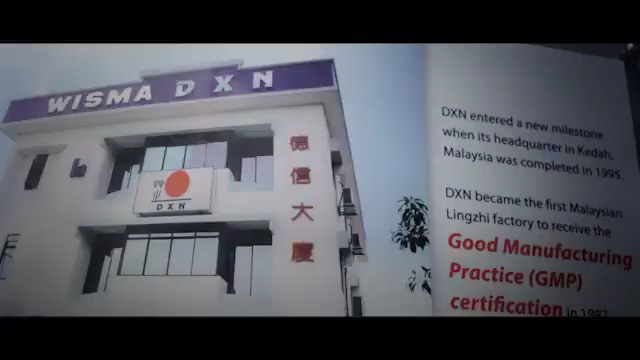 WISMA DXN
德
信
大
廈
DXN
DXN entered a new milestone
when its headquarter in Kedah,
Malaysia was completed in 1995.
DXN became the first Malaysian
Lingzhi factory to receive the
Good Manufacturing
Practice (GMP)
certification in 1997